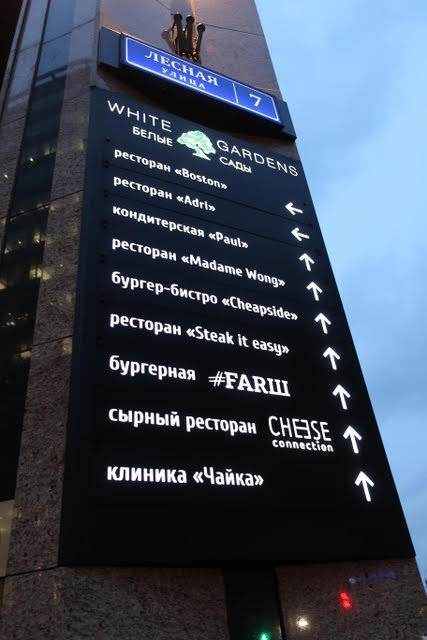 ЛЕСНАЯ
УЛИЦА
7
WHITE GARDENS
БЕЛЫЕ САДЫ
ресторан «Boston»
ресторан «Adri» ←
кондитерская «Paul» ←
ресторан «Madame Wong» ↑
бургер-бистро «Cheapside» ↑
ресторан «Steak it easy» ↑
бургерная #FARШ ↑
сырный ресторан CHEESE connection ↑
клиника «Чайка» ↑